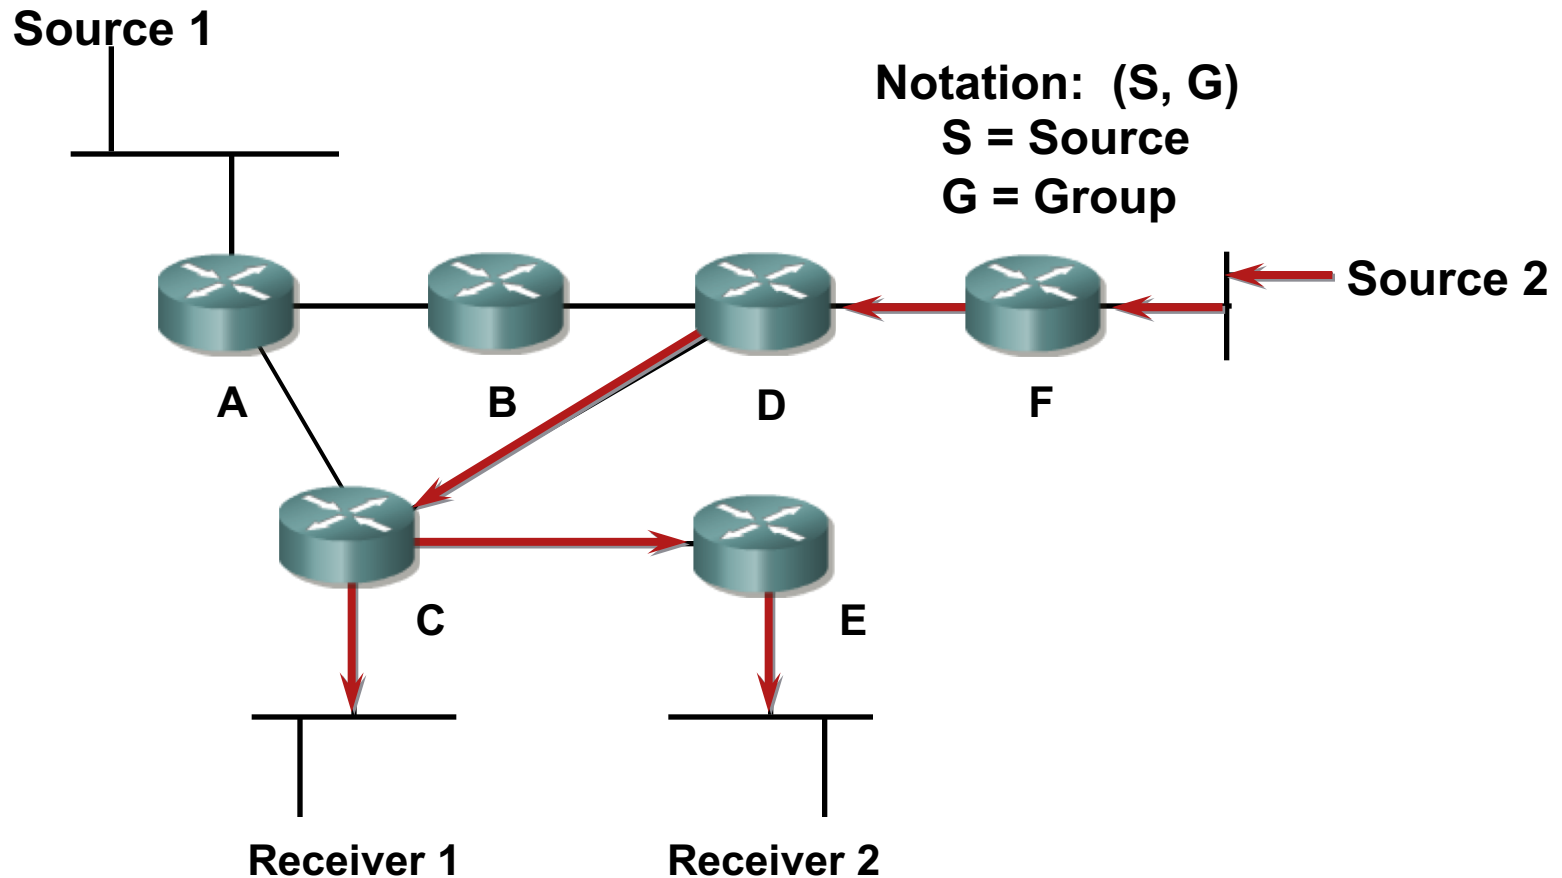 Source 1
Notation: (S, G)
S = Source
G = Group
Source 2
A
B
D
F
C
E
Receiver 1
Receiver 2